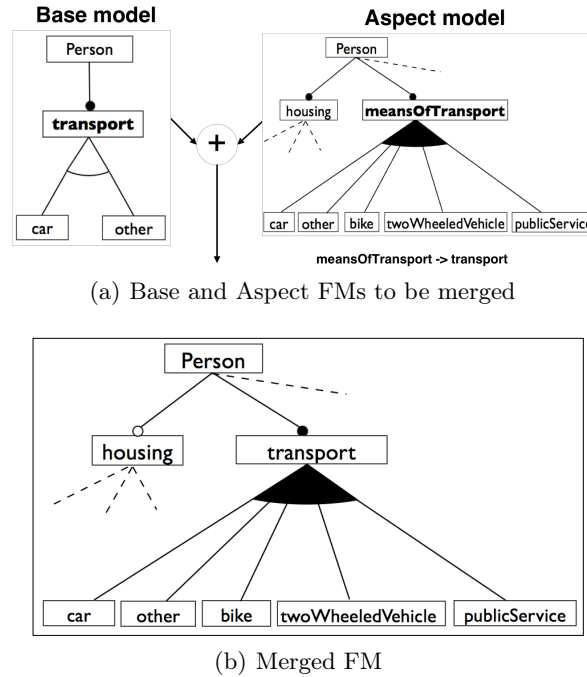 Base model
Aspect model
Person
transport
car
other
+
Person
housing
meansOfTransport
car
other
bike
twoWheeledVehicle
publicService
meansOfTransport -> transport
(a) Base and Aspect FMs to be merged
Person
housing
transport
car
other
bike
twoWheeledVehicle
publicService
(b) Merged FM